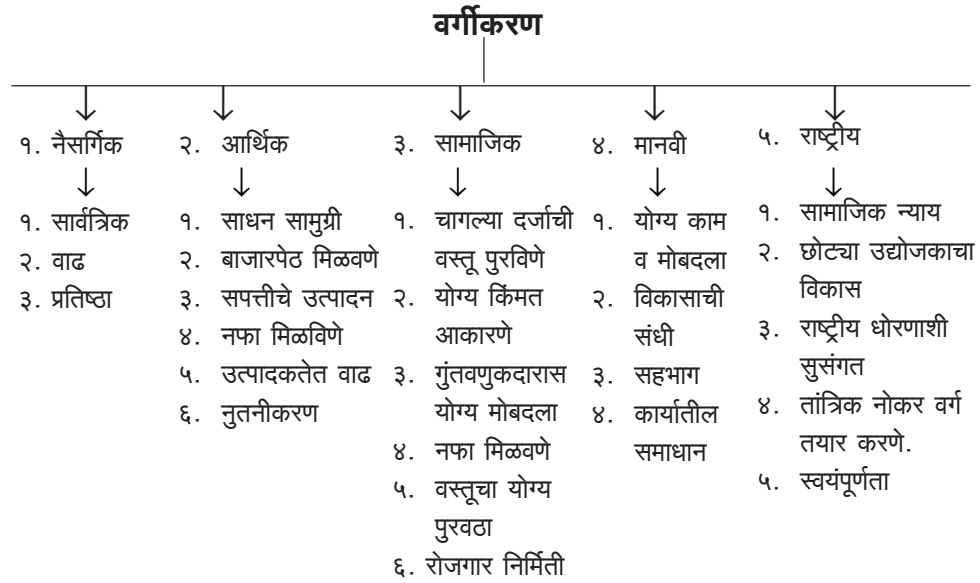 वर्गीकरण
१. नैसर्गिक
१. सार्वत्रिक
२. वाढ
३. प्रतिष्ठा
२. आर्थिक
१. साधन सामुग्री
२. बाजारपेठ मिळवणे
३. सपत्तीचे उत्पादन
४. नफा मिळविणे
५. उत्पादकतेत वाढ
६. नुतनीकरण
३. सामाजिक
१. चागल्या दर्जाची
वस्तू पुरविणे
२. योग्य किंमत
आकारणे
३. गुंतवणुकदारास
योग्य मोबदला
४. नफा मिळवणे
५. वस्तूचा योग्य
पुरवठा
६. रोजगार निर्मिती
४. मानवी
१. योग्य काम
व मोबदला
२. विकासाची
संधी
३. सहभाग
४. कार्यातील
समाधान
५. राष्ट्रीय
१. सामाजिक न्याय
२. छोट्या उद्योजकाचा
विकास
३. राष्ट्रीय धोरणाशी
सुसंगत
४. तांत्रिक नोकर वर्ग
तयार करणे.
५. स्वयंपूर्णता